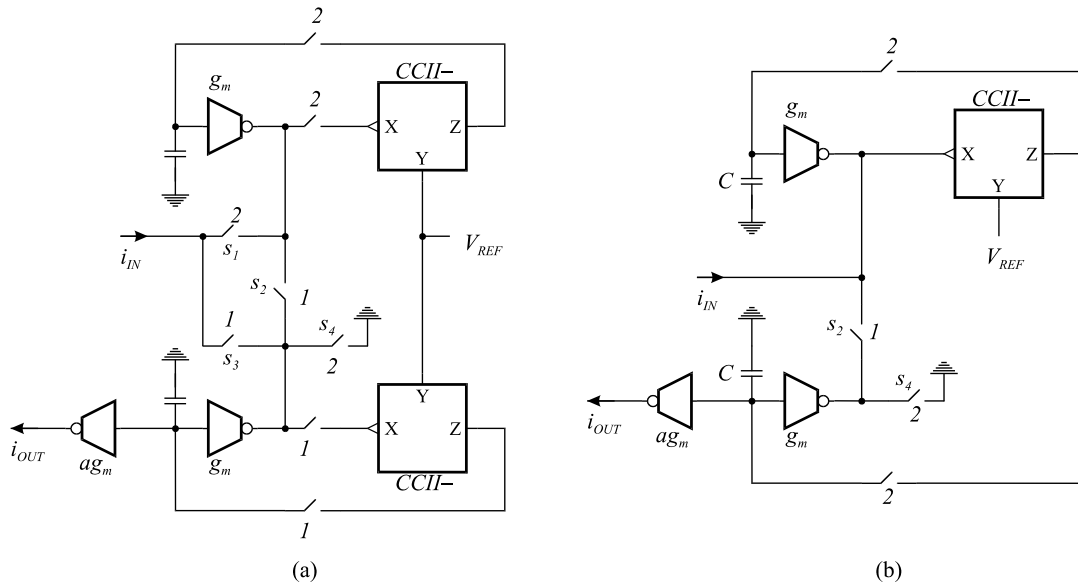 2
g_m
CCII−
2
X
Z
Y
2
i_IN
s_1
V_REF
s_2
1
1
s_3
s_4
2
Y
X
Z
1
i_OUT
ag_m
g_m
CCII−
1
(a)
2
g_m
CCII−
X
Z
Y
C
V_REF
i_IN
s_2
1
C
s_4
2
i_OUT
ag_m
g_m
2
(b)